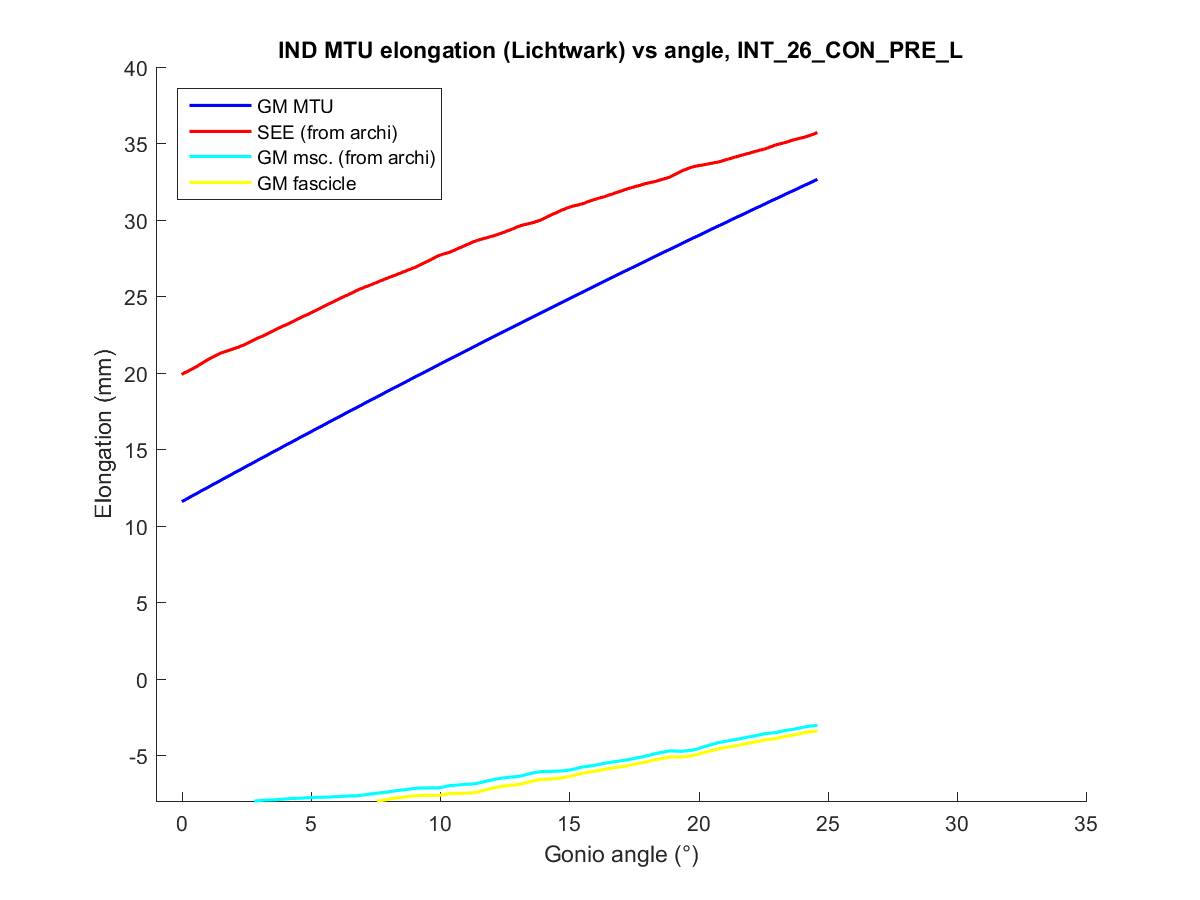 IND MTU elongation (Lichtwark) vs angle, INT_26_CON_PRE_L
GM MTU
SEE (from archi)
GM msc. (from archi)
GM fascicle
Elongation (mm)
40
35
30
25
20
15
10
5
0
-5
0 5 10 15 20 25 30 35
Gonio angle (°)